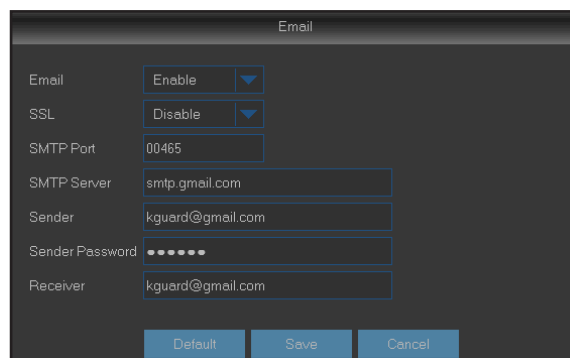 Email
Email Enable
SSL Disable
SMTP Port 00465
SMTP Server smtp.gmail.com
Sender kguard@gmail.com
Sender Password ●●●●●●
Receiver kguard@gmail.com
Default Save Cancel